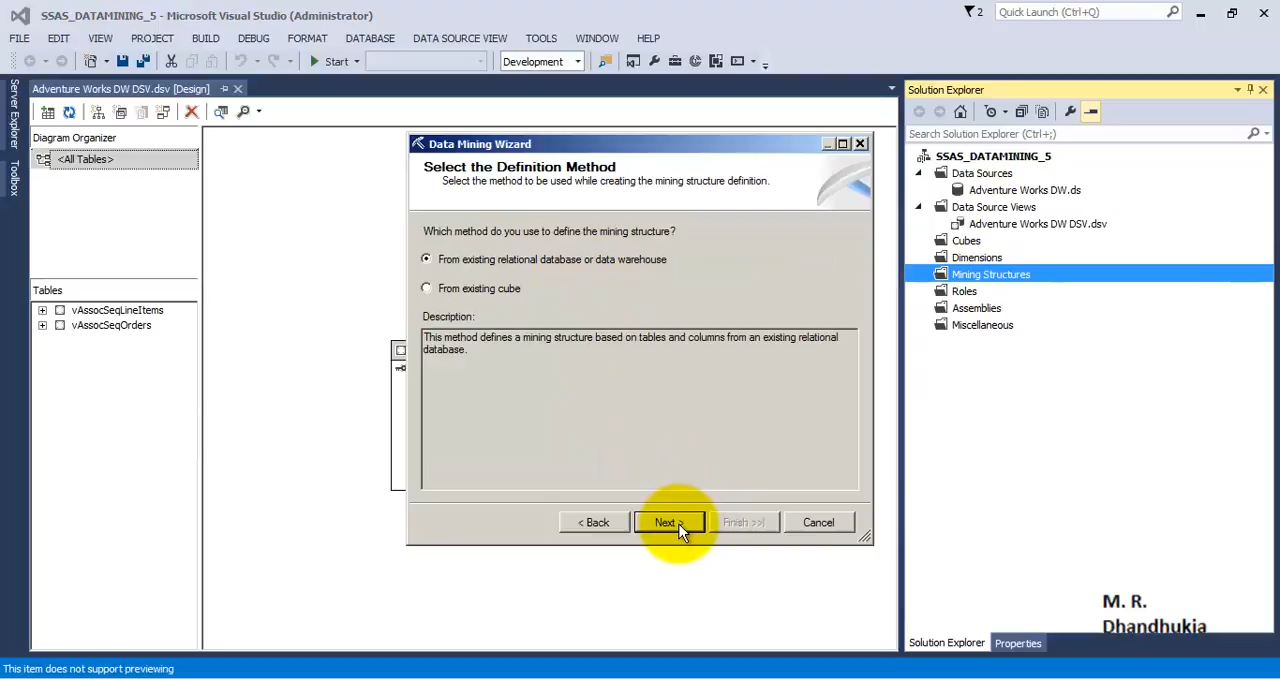 SSAS_DATAMINING_5 - Microsoft Visual Studio (Administrator)
2
Quick Launch (Ctrl+Q)
FILE EDIT VIEW PROJECT BUILD DEBUG FORMAT DATABASE DATA SOURCE VIEW TOOLS WINDOW HELP
Start
Development
Server Explorer
Toolbox
Adventure Works DW DSV.dsv [Design]
Diagram Organizer
<All Tables>
Tables
vAssocSeqLineItems
vAssocSeqOrders
Data Mining Wizard
Select the Definition Method
Select the method to be used while creating the mining structure definition.
Which method do you use to define the mining structure?
From existing relational database or data warehouse
From existing cube
Description:
This method defines a mining structure based on tables and columns from an existing relational
database.
< Back
Next >
Finish >>|
Cancel
Solution Explorer
Search Solution Explorer (Ctrl+;)
SSAS_DATAMINING_5
Data Sources
Adventure Works DW.ds
Data Source Views
Adventure Works DW DSV.dsv
Cubes
Dimensions
Mining Structures
Roles
Assemblies
Miscellaneous
M. R.
Dhandhukia
Solution Explorer
Properties
This item does not support previewing